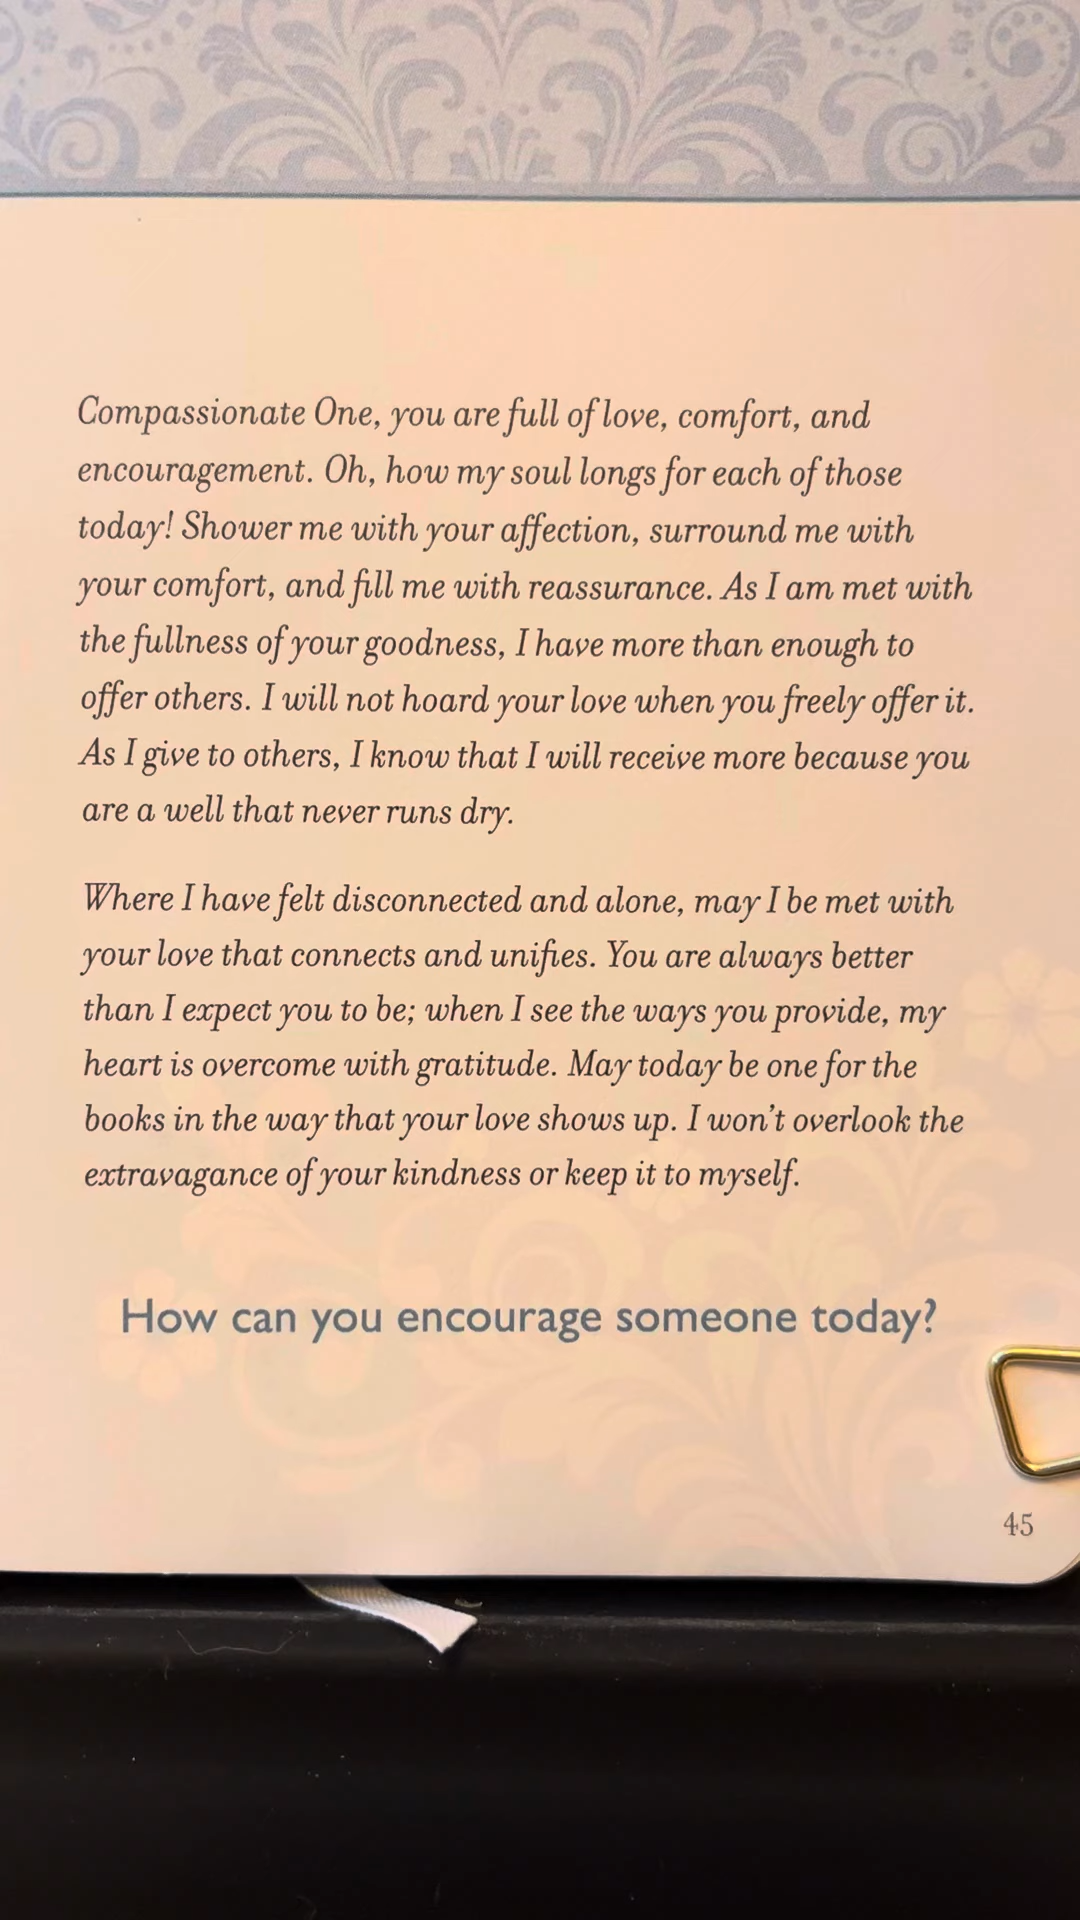 Compassionate One, you are full of love, comfort, and
encouragement. Oh, how my soul longs for each of those
today! Shower me with your affection, surround me with
your comfort, and fill me with reassurance. As I am met with
the fullness of your goodness, I have more than enough to
offer others. I will not hoard your love when you freely offer it.
As I give to others, I know that I will receive more because you
are a well that never runs dry.
Where I have felt disconnected and alone, may I be met with
your love that connects and unifies. You are always better
than I expect you to be; when I see the ways you provide, my
heart is overcome with gratitude. May today be one for the
books in the way that your love shows up. I won't overlook the
extravagance of your kindness or keep it to myself.
How can you encourage someone today?
45